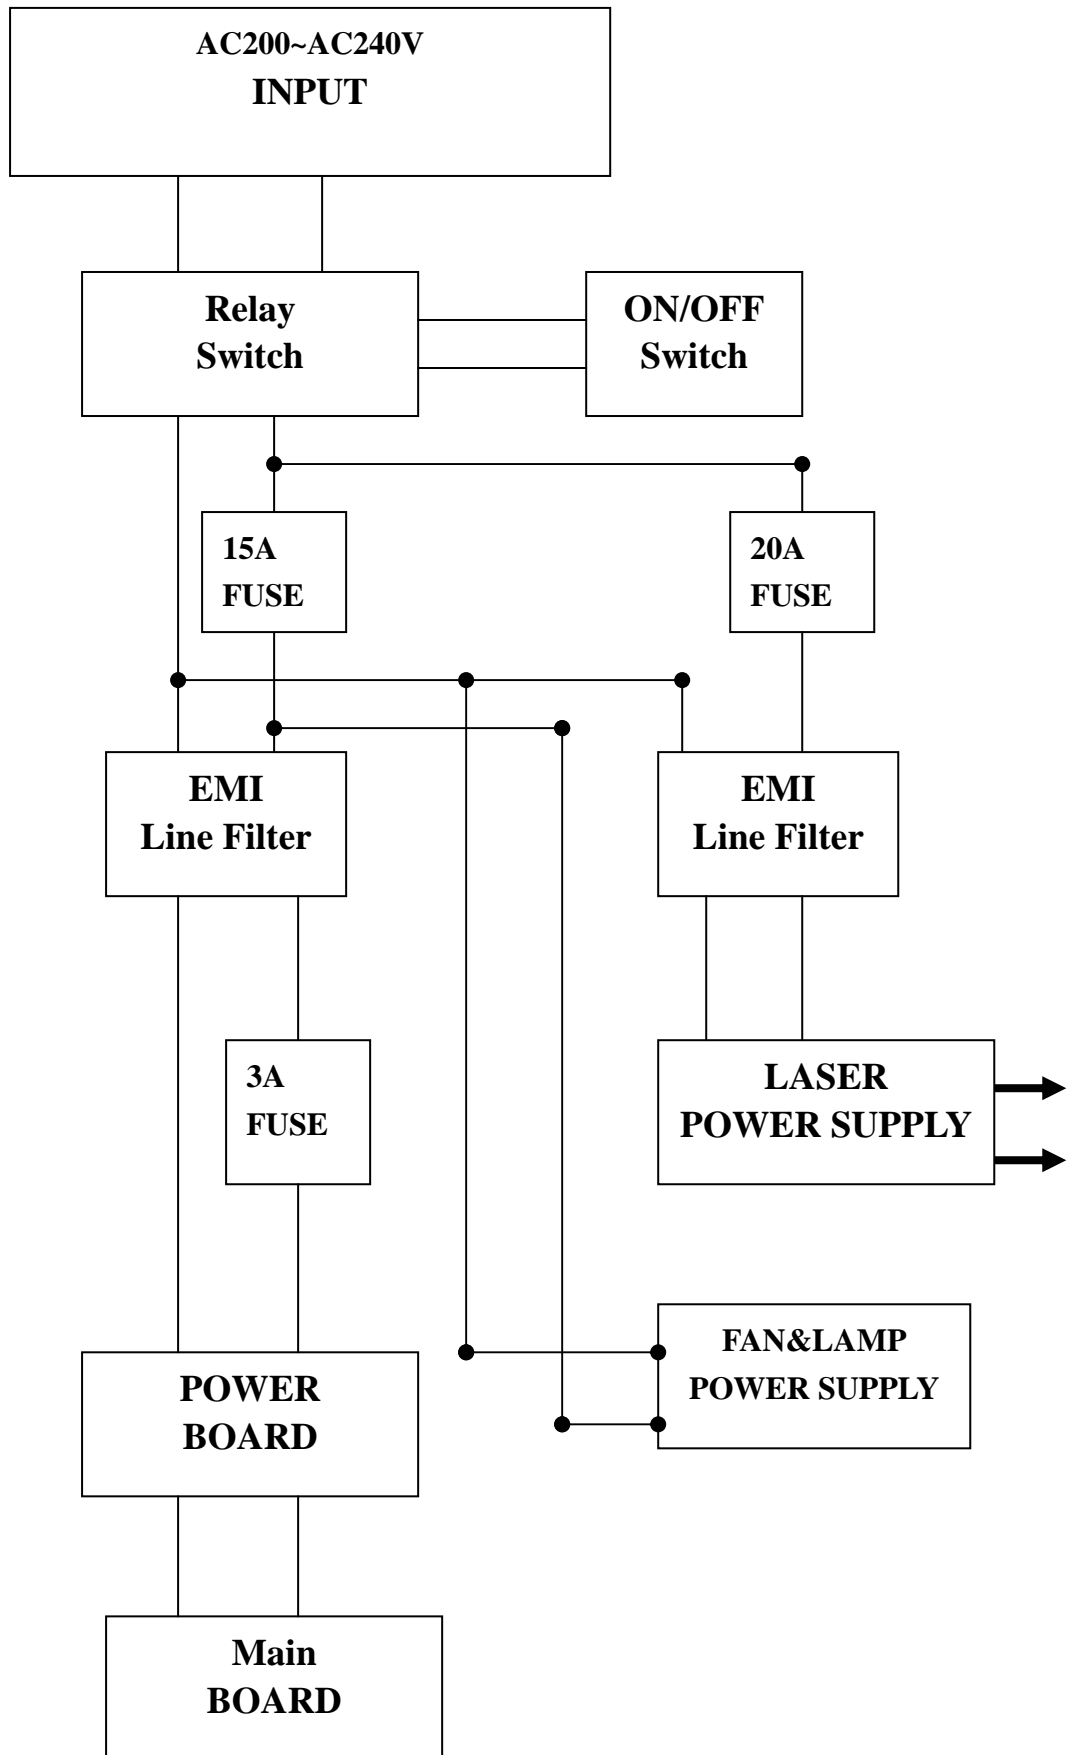 AC200~AC240V
INPUT
Relay
Switch
ON/OFF
Switch
15A
FUSE
20A
FUSE
EMI
Line Filter
EMI
Line Filter
3A
FUSE
LASER
POWER SUPPLY
FAN&LAMP
POWER SUPPLY
POWER
BOARD
Main
BOARD